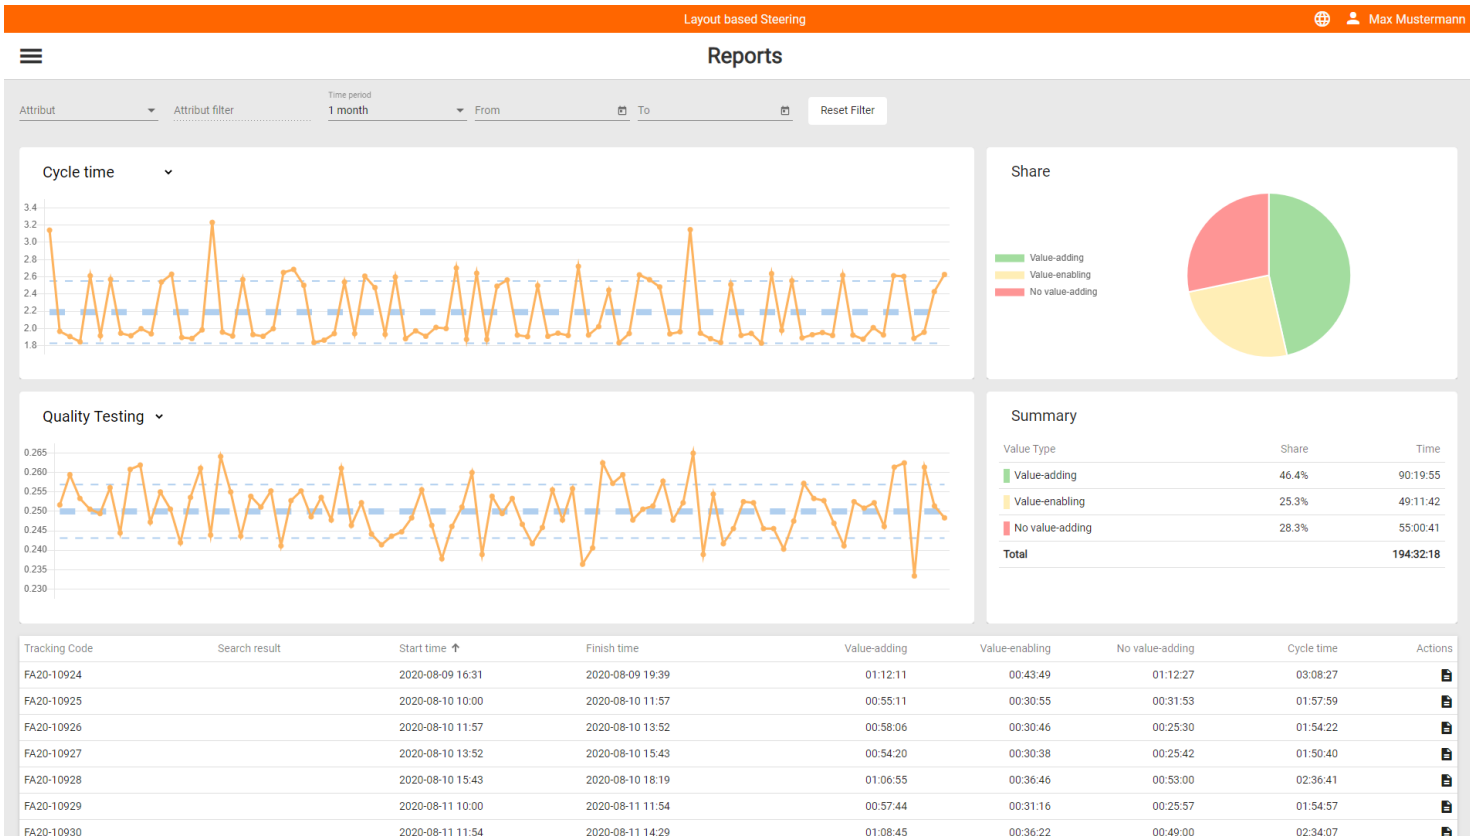 Layout based Steering
Max Mustermann
Reports
Time period
Attribut Attribut filter 1 month From To Reset Filter
Cycle time
3.4
3.2
3.0
2.8
2.6
2.4
2.2
2.0
1.8
Share
Value-adding
Value-enabling
No value-adding
Quality Testing
0.265
0.260
0.255
0.250
0.245
0.240
0.235
0.230
Summary
Value Type Share Time
Value-adding 46.4% 90:19:55
Value-enabling 25.3% 49:11:42
No value-adding 28.3% 55:00:41
Total 194:32:18
Tracking Code Search result Start time Finish time Value-adding Value-enabling No value-adding Cycle time Actions
FA20-10924 2020-08-09 16:31 2020-08-09 19:39 01:12:11 00:43:49 01:12:27 03:08:27
FA20-10925 2020-08-10 10:00 2020-08-10 11:57 00:55:11 00:30:55 00:31:53 01:57:59
FA20-10926 2020-08-10 11:57 2020-08-10 13:52 00:58:06 00:30:46 00:25:30 01:54:22
FA20-10927 2020-08-10 13:52 2020-08-10 15:43 00:54:20 00:30:38 00:25:42 01:50:40
FA20-10928 2020-08-10 15:43 2020-08-10 18:19 01:06:55 00:36:46 00:53:00 02:36:41
FA20-10929 2020-08-11 10:00 2020-08-11 11:54 00:57:44 00:31:16 00:25:57 01:54:57
FA20-10930 2020-08-11 11:54 2020-08-11 14:29 01:08:45 00:36:22 00:49:00 02:34:07